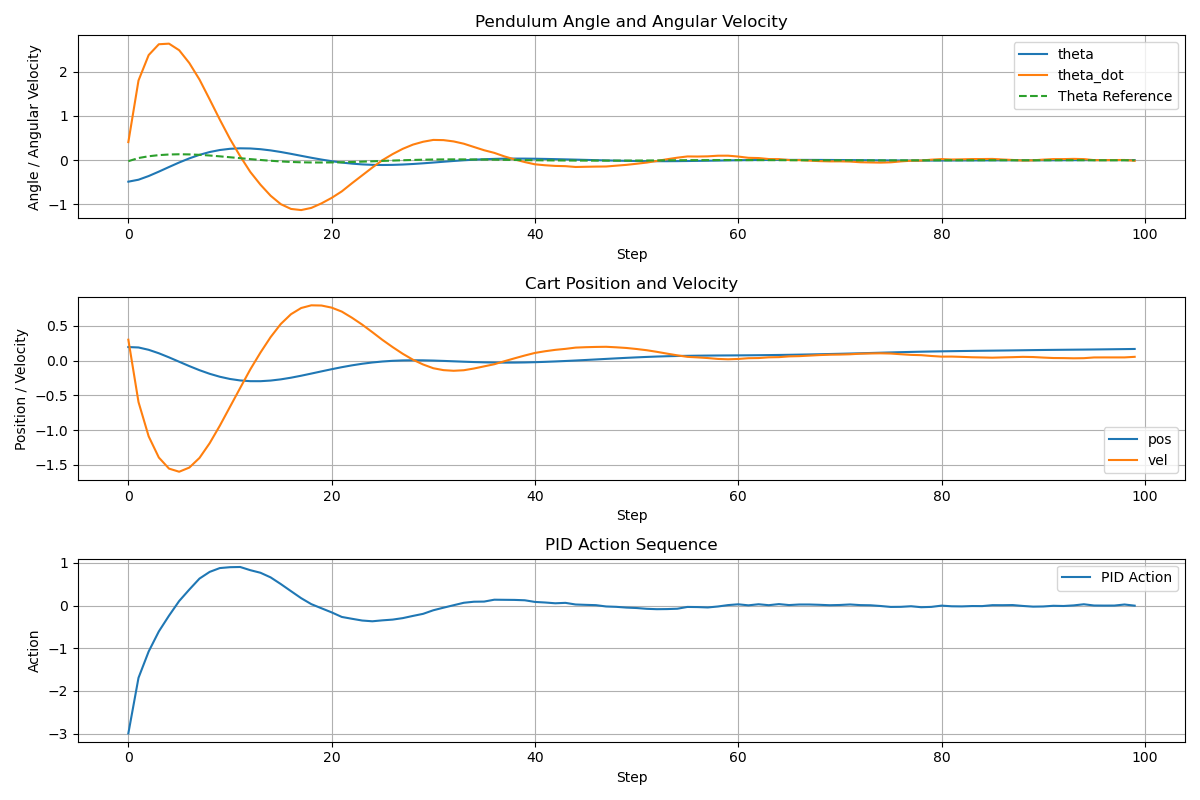 Pendulum Angle and Angular Velocity
Angle / Angular Velocity
2
1
0
−1
theta
theta_dot
Theta Reference
0 20 40 60 80 100
Step
Cart Position and Velocity
Position / Velocity
0.5
0.0
−0.5
−1.0
−1.5
pos
vel
0 20 40 60 80 100
Step
PID Action Sequence
Action
1
0
−1
−2
−3
PID Action
0 20 40 60 80 100
Step